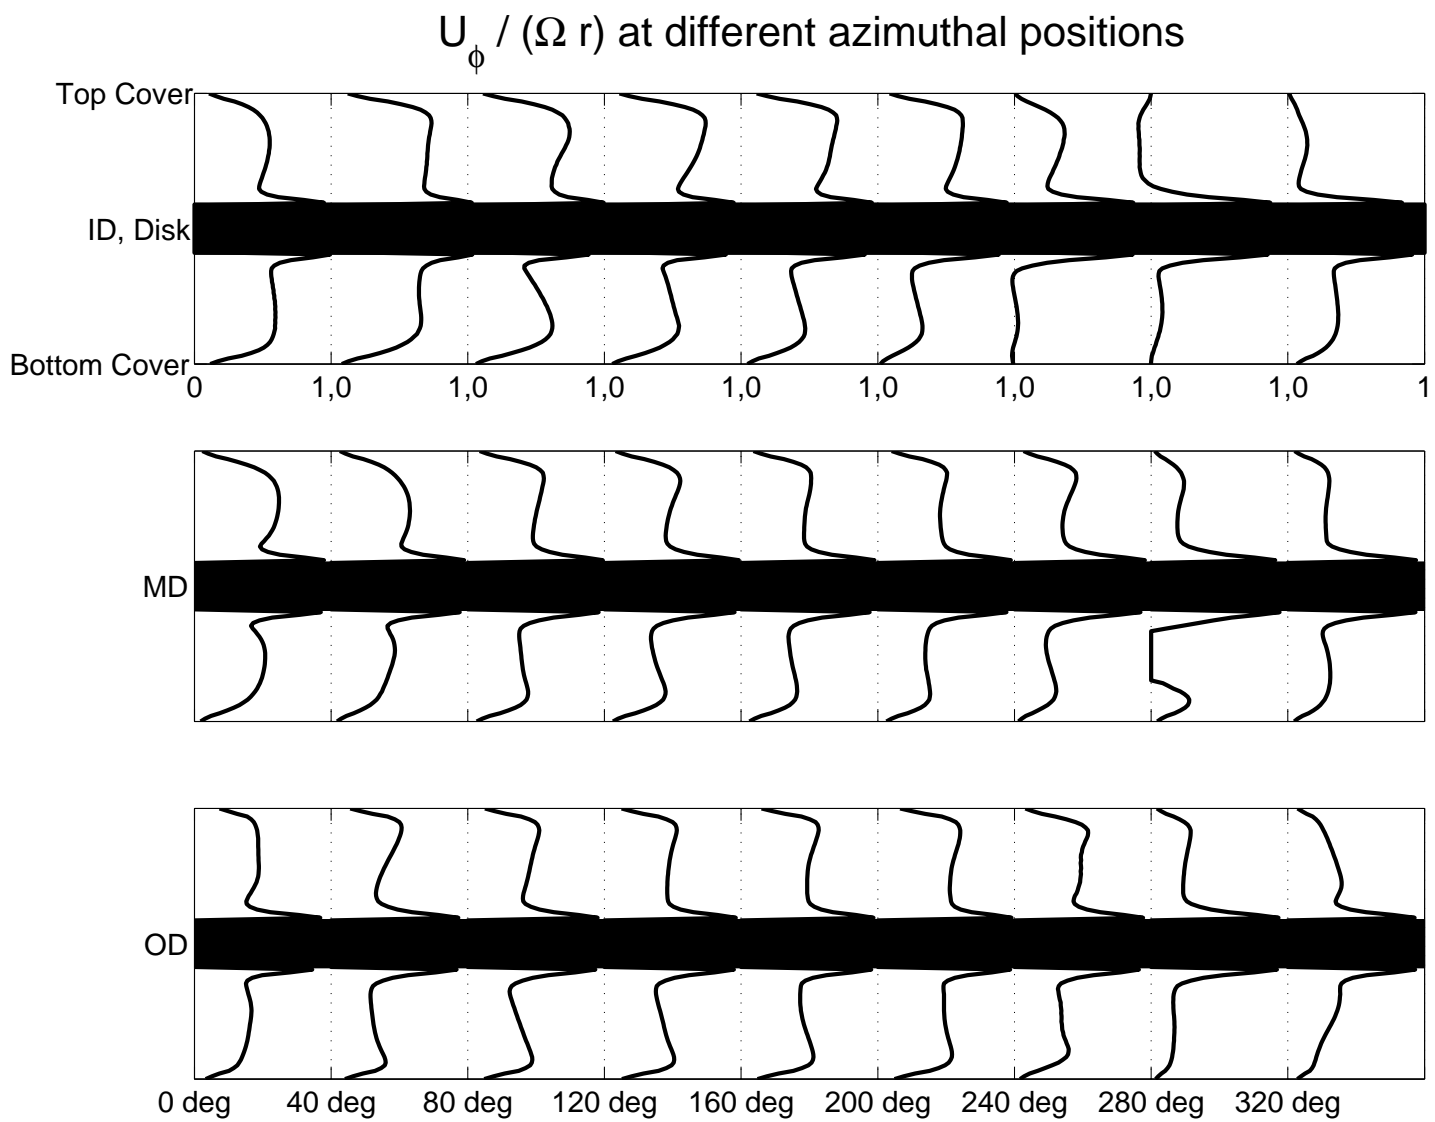 U_ϕ / (Ω r) at different azimuthal positions
Top Cover
ID, Disk
Bottom Cover
0 1,0 1,0 1,0 1,0 1,0 1,0 1,0 1,0 1
MD
OD
0 deg 40 deg 80 deg 120 deg 160 deg 200 deg 240 deg 280 deg 320 deg